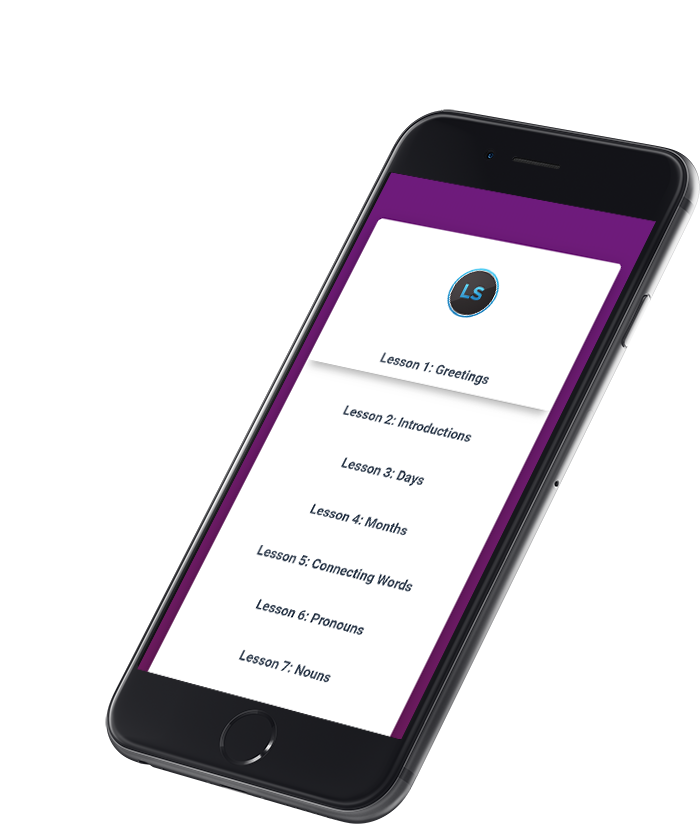 LS
Lesson 1: Greetings
Lesson 2: Introductions
Lesson 3: Days
Lesson 4: Months
Lesson 5: Connecting Words
Lesson 6: Pronouns
Lesson 7: Nouns